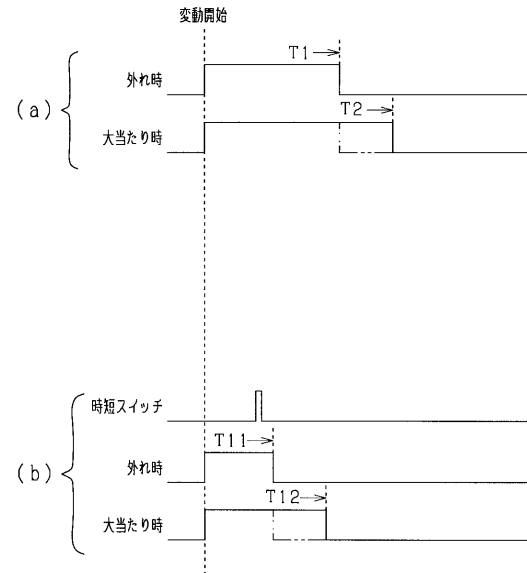 変動開始
T1
(a)
外れ時
T2
大当たり時
時短スイッチ
T11
(b)
外れ時
T12
大当たり時